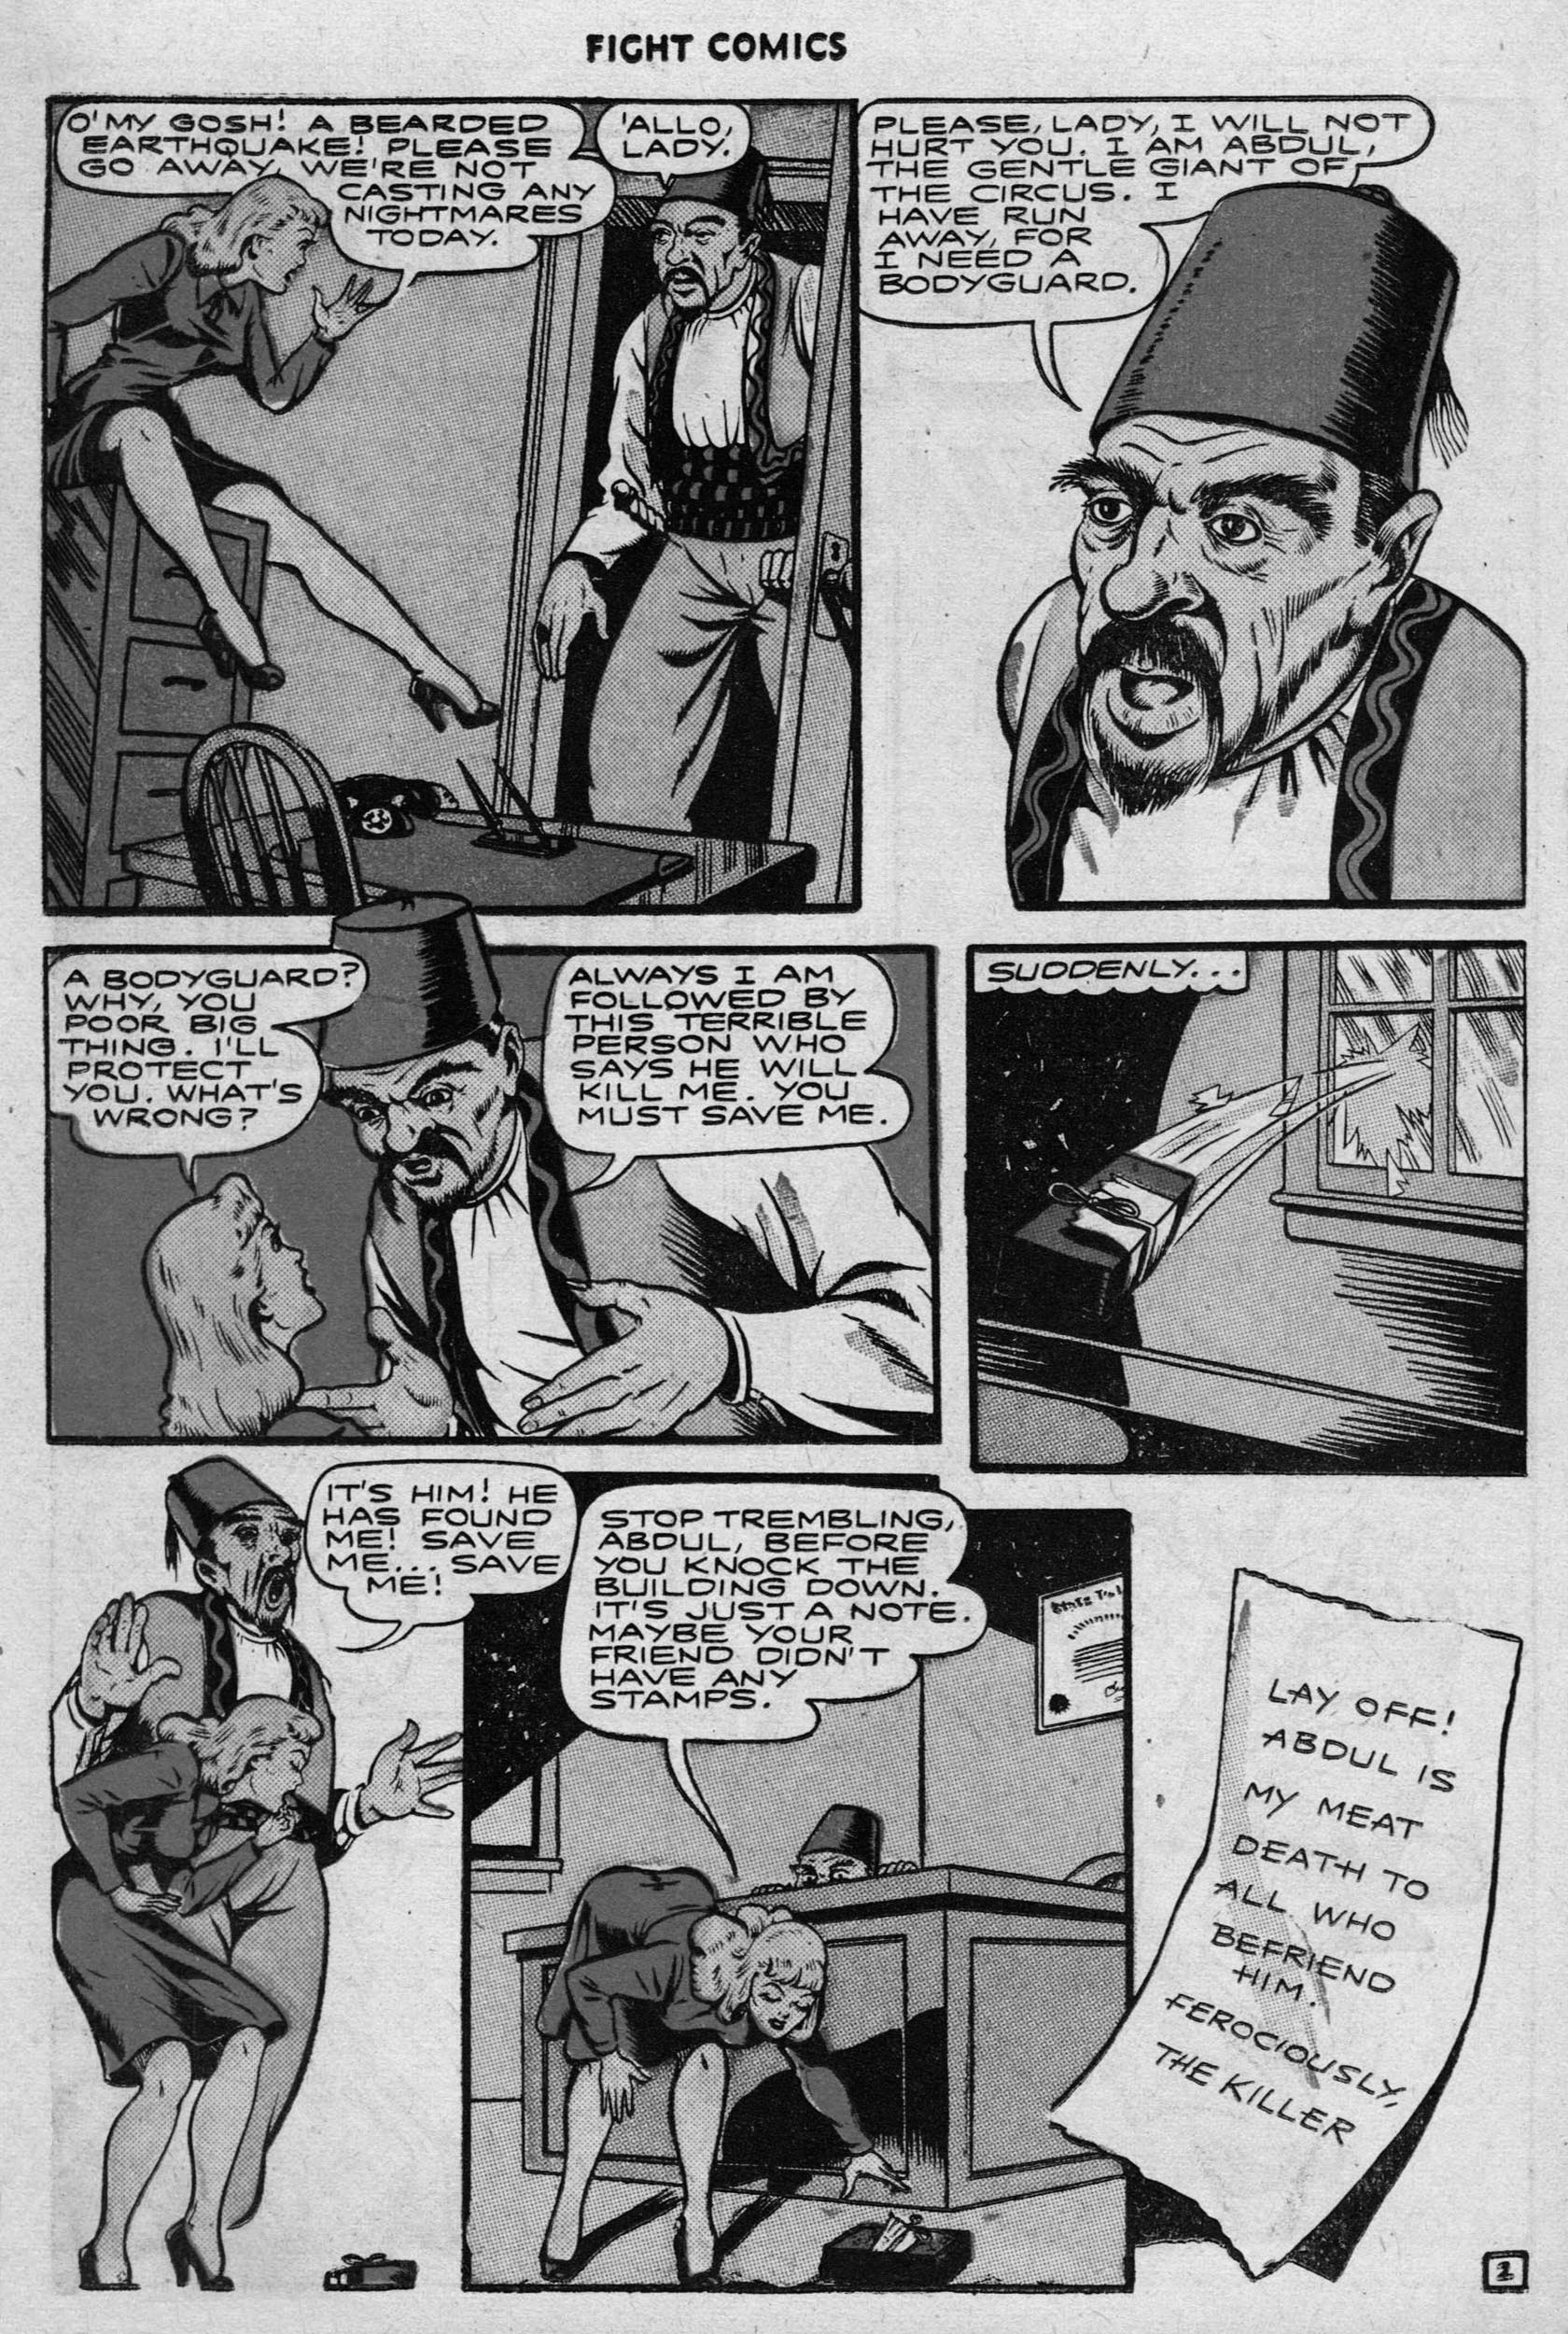 FIGHT COMICS
O' MY GOSH! A BEARDED
EARTHQUAKE! PLEASE
GO AWAY, WE'RE NOT
CASTING ANY
NIGHTMARES
TODAY.
'ALLO,
LADY.
PLEASE, LADY, I WILL NOT
HURT YOU. I AM ABDUL,
THE GENTLE GIANT OF
THE CIRCUS. I
HAVE RUN
AWAY, FOR
I NEED A
BODYGUARD.
A BODYGUARD?
WHY, YOU
POOR BIG
THING. I'LL
PROTECT
YOU. WHAT'S
WRONG?
ALWAYS I AM
FOLLOWED BY
THIS TERRIBLE
PERSON WHO
SAYS HE WILL
KILL ME. YOU
MUST SAVE ME.
SUDDENLY...
IT'S HIM! HE
HAS FOUND
ME! SAVE
ME... SAVE
ME!
STOP TREMBLING,
ABDUL, BEFORE
YOU KNOCK THE
BUILDING DOWN.
IT'S JUST A NOTE.
MAYBE YOUR
FRIEND DIDN'T
HAVE ANY
STAMPS.
LAY OFF!
ABDUL IS
MY MEAT
DEATH TO
ALL WHO
BEFRIEND
HIM.
FEROCIOUSLY,
THE KILLER
2